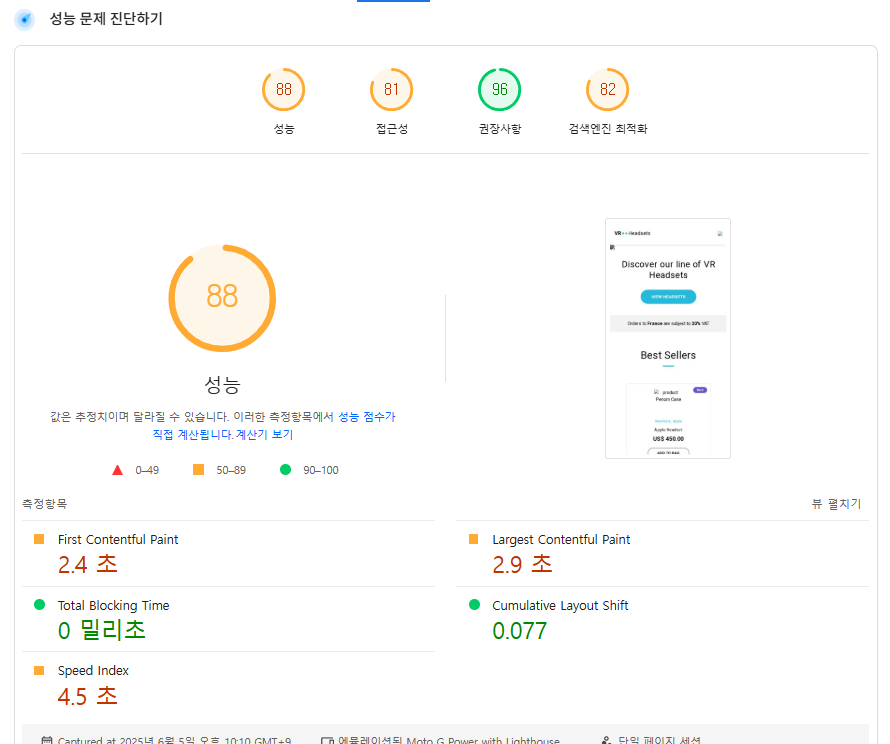 성능 문제 진단하기
88
81
96
82
성능
접근성
권장사항
검색엔진 최적화
88
성능
값은 추정치이며 달라질 수 있습니다. 이러한 측정항목에서 성능 점수가
직접 계산됩니다.계산기 보기
0–49
50–89
90–100
VR
Headsets
Discover our line of VR
Headsets
VIEW HEADSETS
Orders to France are subject to 20% VAT
Best Sellers
product
Penom Case
Apple Headset
US$ 450.00
ADD TO BAG
측정항목
뷰 펼치기
First Contentful Paint
2.4 초
Largest Contentful Paint
2.9 초
Total Blocking Time
0 밀리초
Cumulative Layout Shift
0.077
Speed Index
4.5 초
Captured at 2025년 6월 5일 오후 10:10 GMT+9
에뮬레이션된 Moto G Power with Lighthouse
단일 페이지 세션